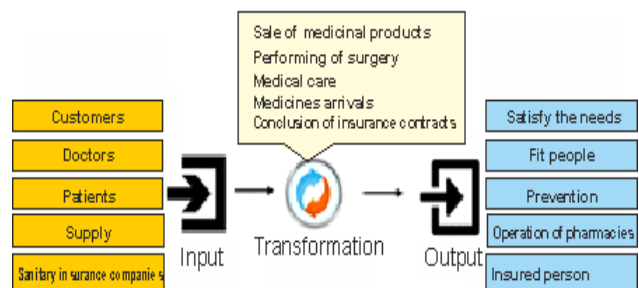 Sale of medicinal products
Performing of surgery
Medical care
Medicines arrivals
Conclusion of insurance contracts
Customers
Doctors
Patients
Supply
Sanitary in surance companies
Input
Transformation
Output
Satisfy the needs
Fit people
Prevention
Operation of pharmacies
Insured person